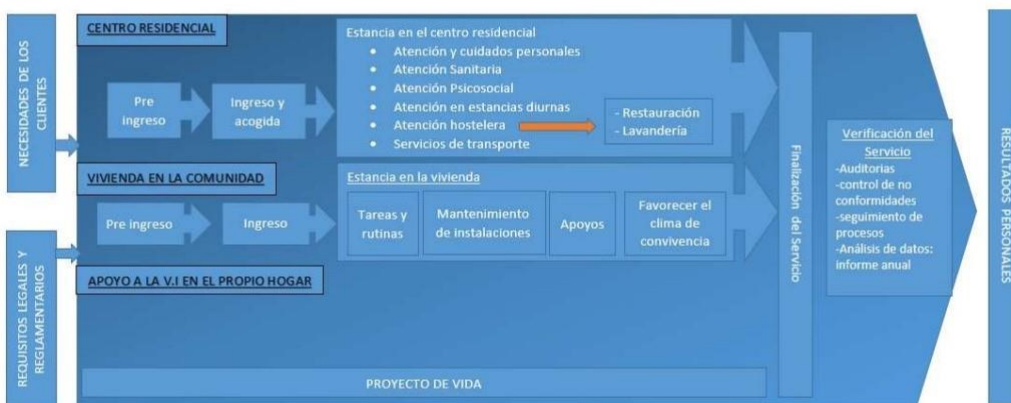 NECESIDADES DE LOS
CLIENTES
REQUISITOS LEGALES Y
REGLAMENTARIOS
CENTRO RESIDENCIAL
Pre
ingreso
Ingreso y
acogida
Estancia en el centro residencial
• Atención y cuidados personales
• Atención Sanitaria
• Atención Psicosocial
• Atención en estancias diurnas
• Atención hostelera
• Servicios de transporte
- Restauración
- Lavandería
VIVIENDA EN LA COMUNIDAD
Pre ingreso
Ingreso
Estancia en la vivienda
Tareas y
rutinas
Mantenimiento
de instalaciones
Apoyos
Favorecer el
clima de
convivencia
APOYO A LA V.I EN EL PROPIO HOGAR
PROYECTO DE VIDA
Finalización del Servicio
Verificación del
Servicio
-Auditorias
-control de no
conformidades
-seguimiento de
procesos
-Análisis de datos:
informe anual
RESULTADOS PERSONALES